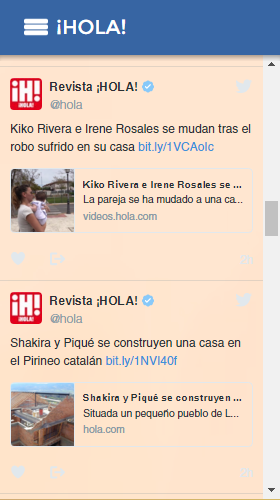 ¡HOLA!
¡H! Revista ¡HOLA!
@hola
Kiko Rivera e Irene Rosales se mudan tras el
robo sufrido en su casa bit.ly/1VCAoIc
Kiko Rivera e Irene Rosales se ...
La pareja se ha mudado a una ca...
videos.hola.com
¡H! Revista ¡HOLA!
@hola
Shakira y Piqué se construyen una casa en
el Pirineo catalán bit.ly/1NVI40f
Shakira y Piqué se construyen ...
Situada un pequeño pueblo de L...
hola.com